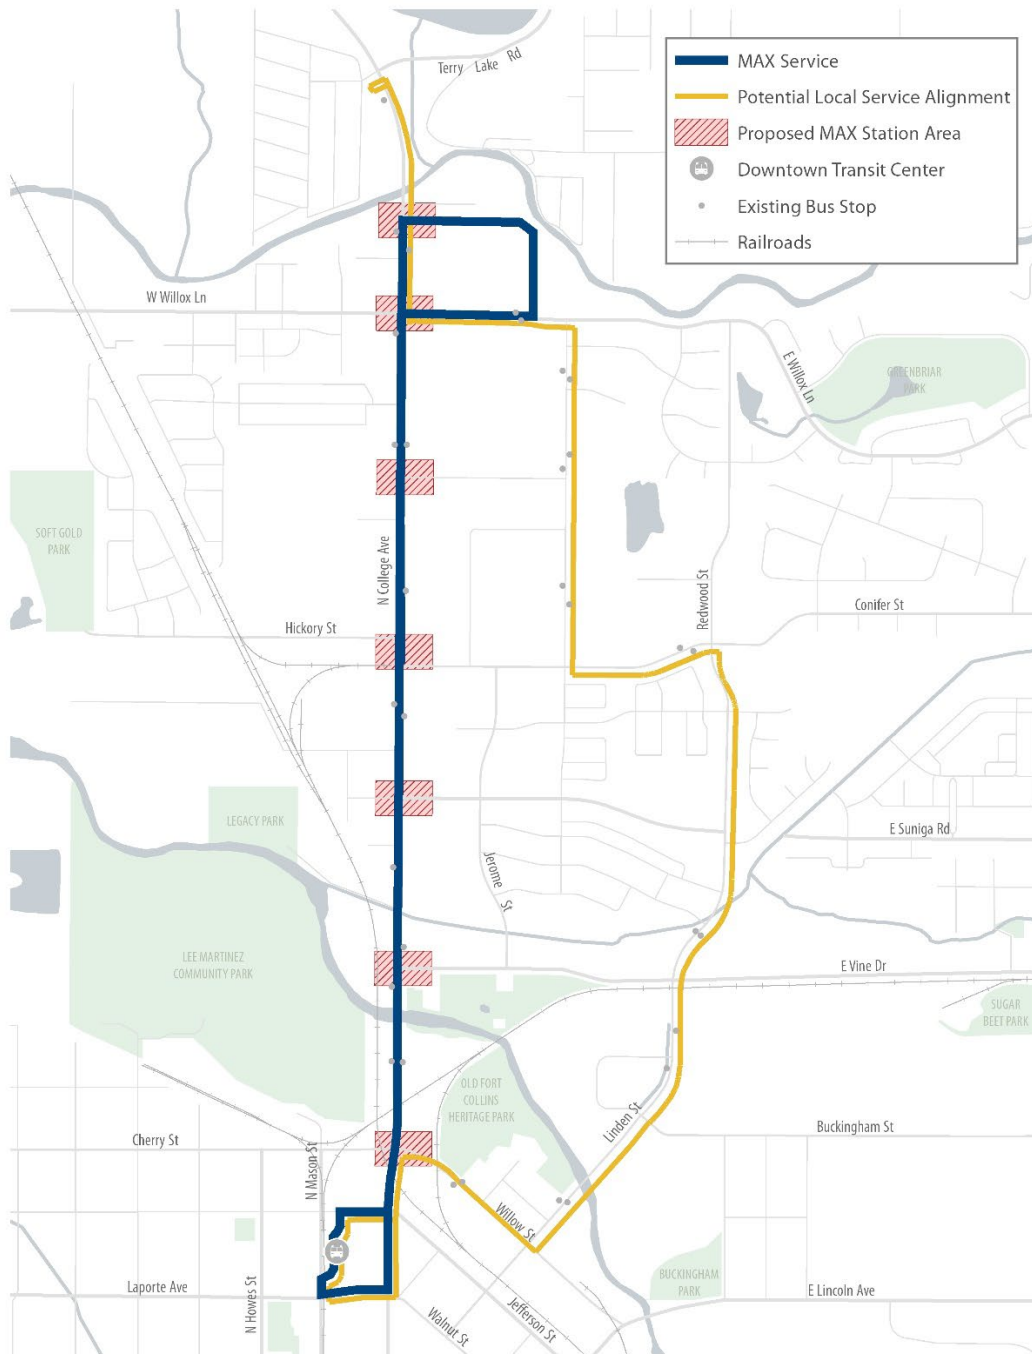 Terry Lake Rd
MAX Service
Potential Local Service Alignment
Proposed MAX Station Area
Downtown Transit Center
Existing Bus Stop
Railroads
W Willox Ln
E Willox Ln
GREENBRIAR
PARK
SOFT GOLD
PARK
N College Ave
Redwood St
Conifer St
Hickory St
LEGACY PARK
E Suniga Rd
Jerome St
LEE MARTINEZ
COMMUNITY PARK
E Vine Dr
SUGAR
BEET PARK
OLD FORT
COLLINS
HERITAGE PARK
Linden St
Buckingham St
Cherry St
N Mason St
Willow St
BUCKINGHAM
PARK
Laporte Ave
N Howes St
E Lincoln Ave
Jefferson St
Walnut St